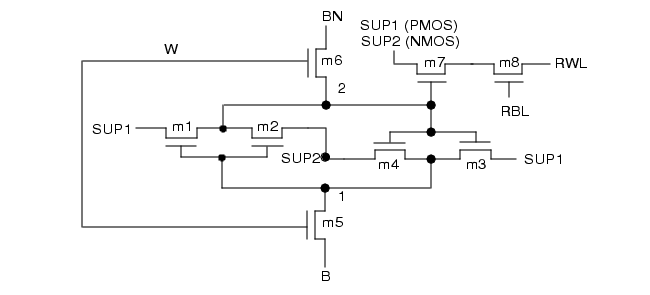 BN
SUP1 (PMOS)
SUP2 (NMOS)
W
m6
m7
m8
RWL
2
RBL
SUP1
m1
m2
SUP2
m4
m3
SUP1
1
m5
B